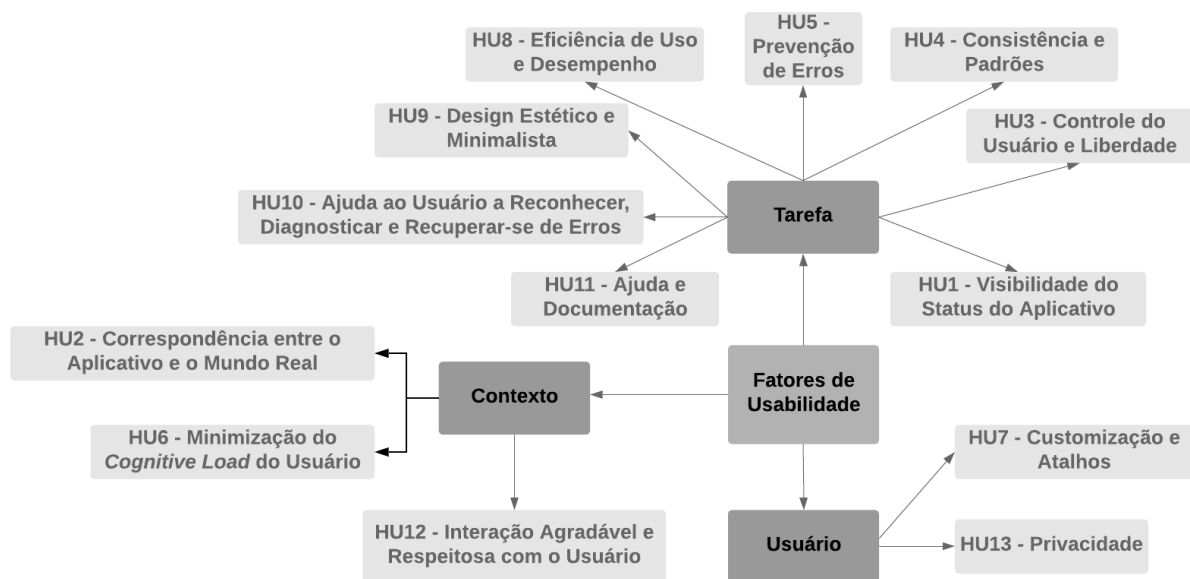 HU8 - Eficiência de Uso
e Desempenho
HU5 -
Prevenção
de Erros
HU4 - Consistência e
Padrões
HU9 - Design Estético e
Minimalista
HU3 - Controle do
Usuário e Liberdade
HU10 - Ajuda ao Usuário a Reconhecer,
Diagnosticar e Recuperar-se de Erros
Tarefa
HU11 - Ajuda e
Documentação
HU1 - Visibilidade do
Status do Aplicativo
HU2 - Correspondência entre o
Aplicativo e o Mundo Real
Contexto
Fatores de
Usabilidade
HU6 - Minimização do
Cognitive Load do Usuário
HU7 - Customização e
Atalhos
HU12 - Interação Agradável e
Respeitosa com o Usuário
Usuário
HU13 - Privacidade